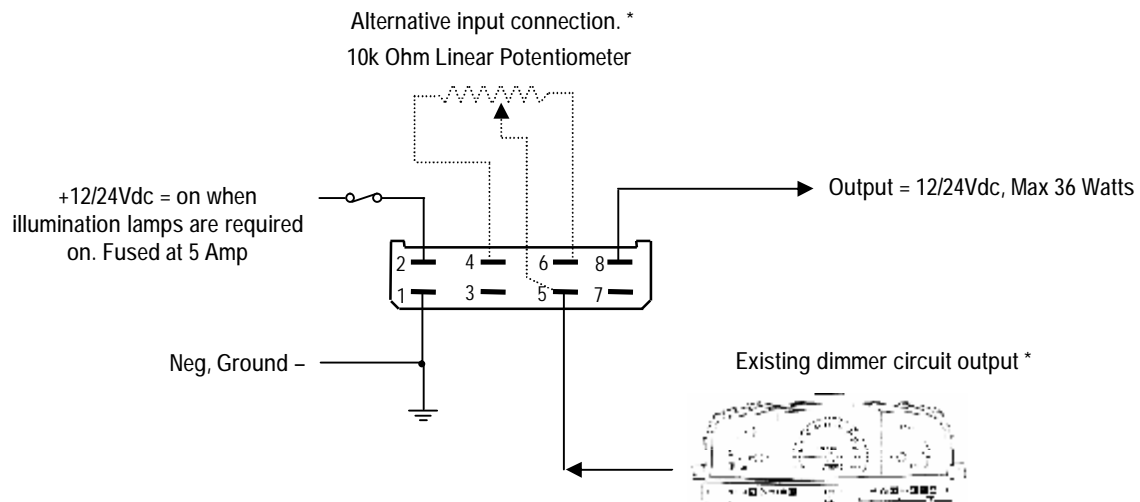 Alternative input connection. *
10k Ohm Linear Potentiometer
+12/24Vdc = on when
illumination lamps are required
on. Fused at 5 Amp
Output = 12/24Vdc, Max 36 Watts
2 4 6 8
1 3 5 7
Neg, Ground –
Existing dimmer circuit output *